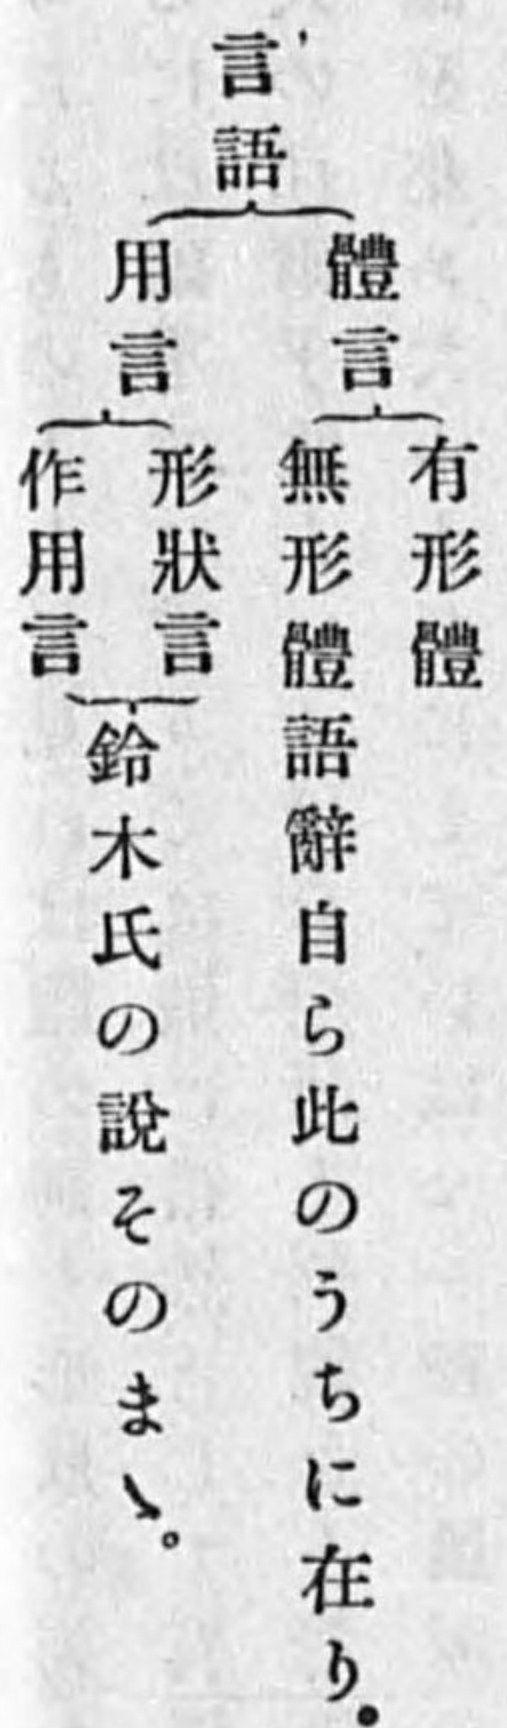 言語
體言
有形體
無形體語辭自ら此のうちに在り。
用言
形狀言
作用言
鈴木氏の說そのまゝ。